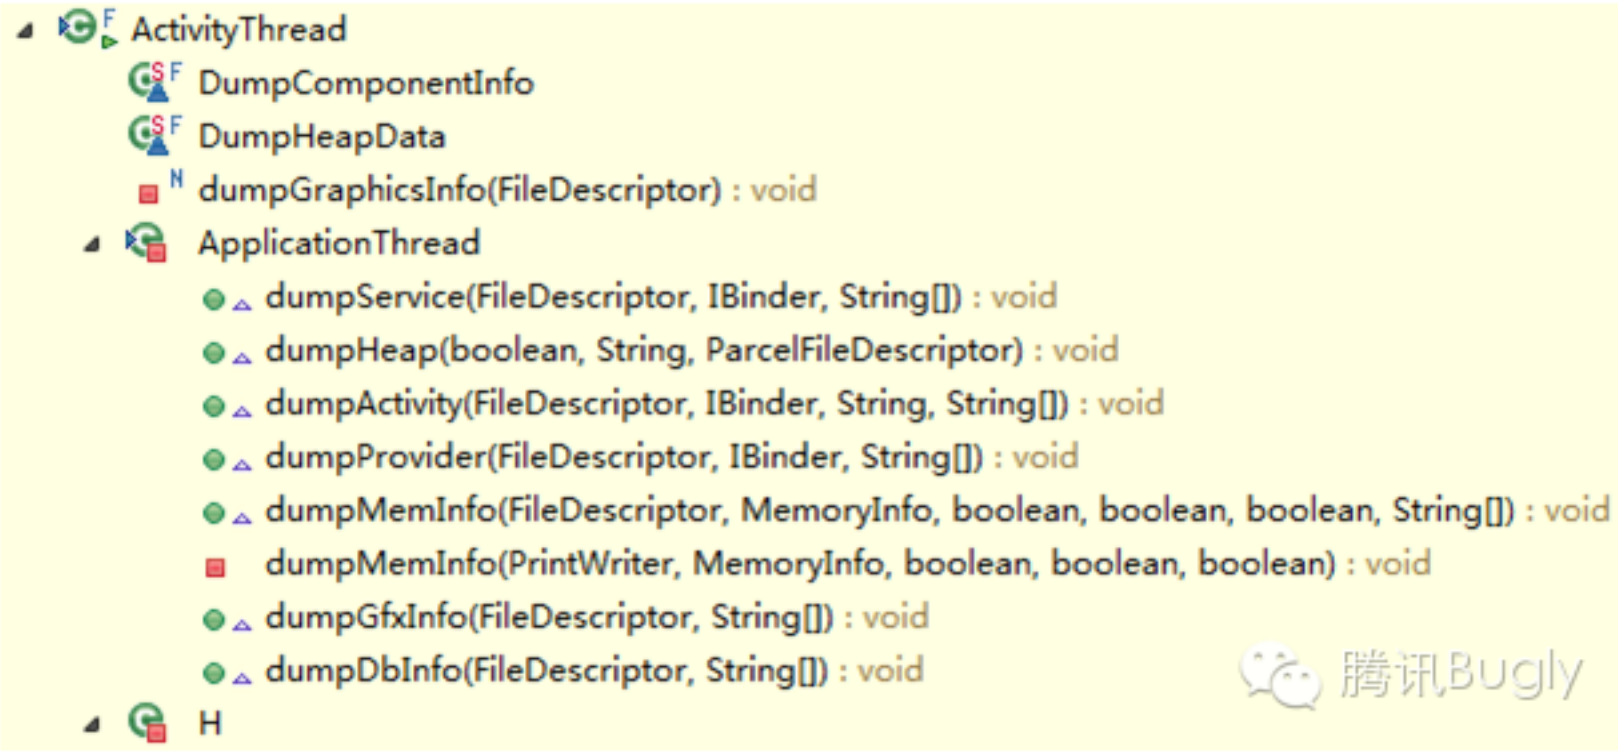 ActivityThread
DumpComponentInfo
DumpHeapData
dumpGraphicsInfo(FileDescriptor) : void
ApplicationThread
dumpService(FileDescriptor, IBinder, String[]) : void
dumpHeap(boolean, String, ParcelFileDescriptor) : void
dumpActivity(FileDescriptor, IBinder, String, String[]) : void
dumpProvider(FileDescriptor, IBinder, String[]) : void
dumpMemInfo(FileDescriptor, MemoryInfo, boolean, boolean, boolean, String[]) : void
dumpMemInfo(PrintWriter, MemoryInfo, boolean, boolean, boolean) : void
dumpGfxInfo(FileDescriptor, String[]) : void
dumpDbInfo(FileDescriptor, String[]) : void
腾讯Bugly
H